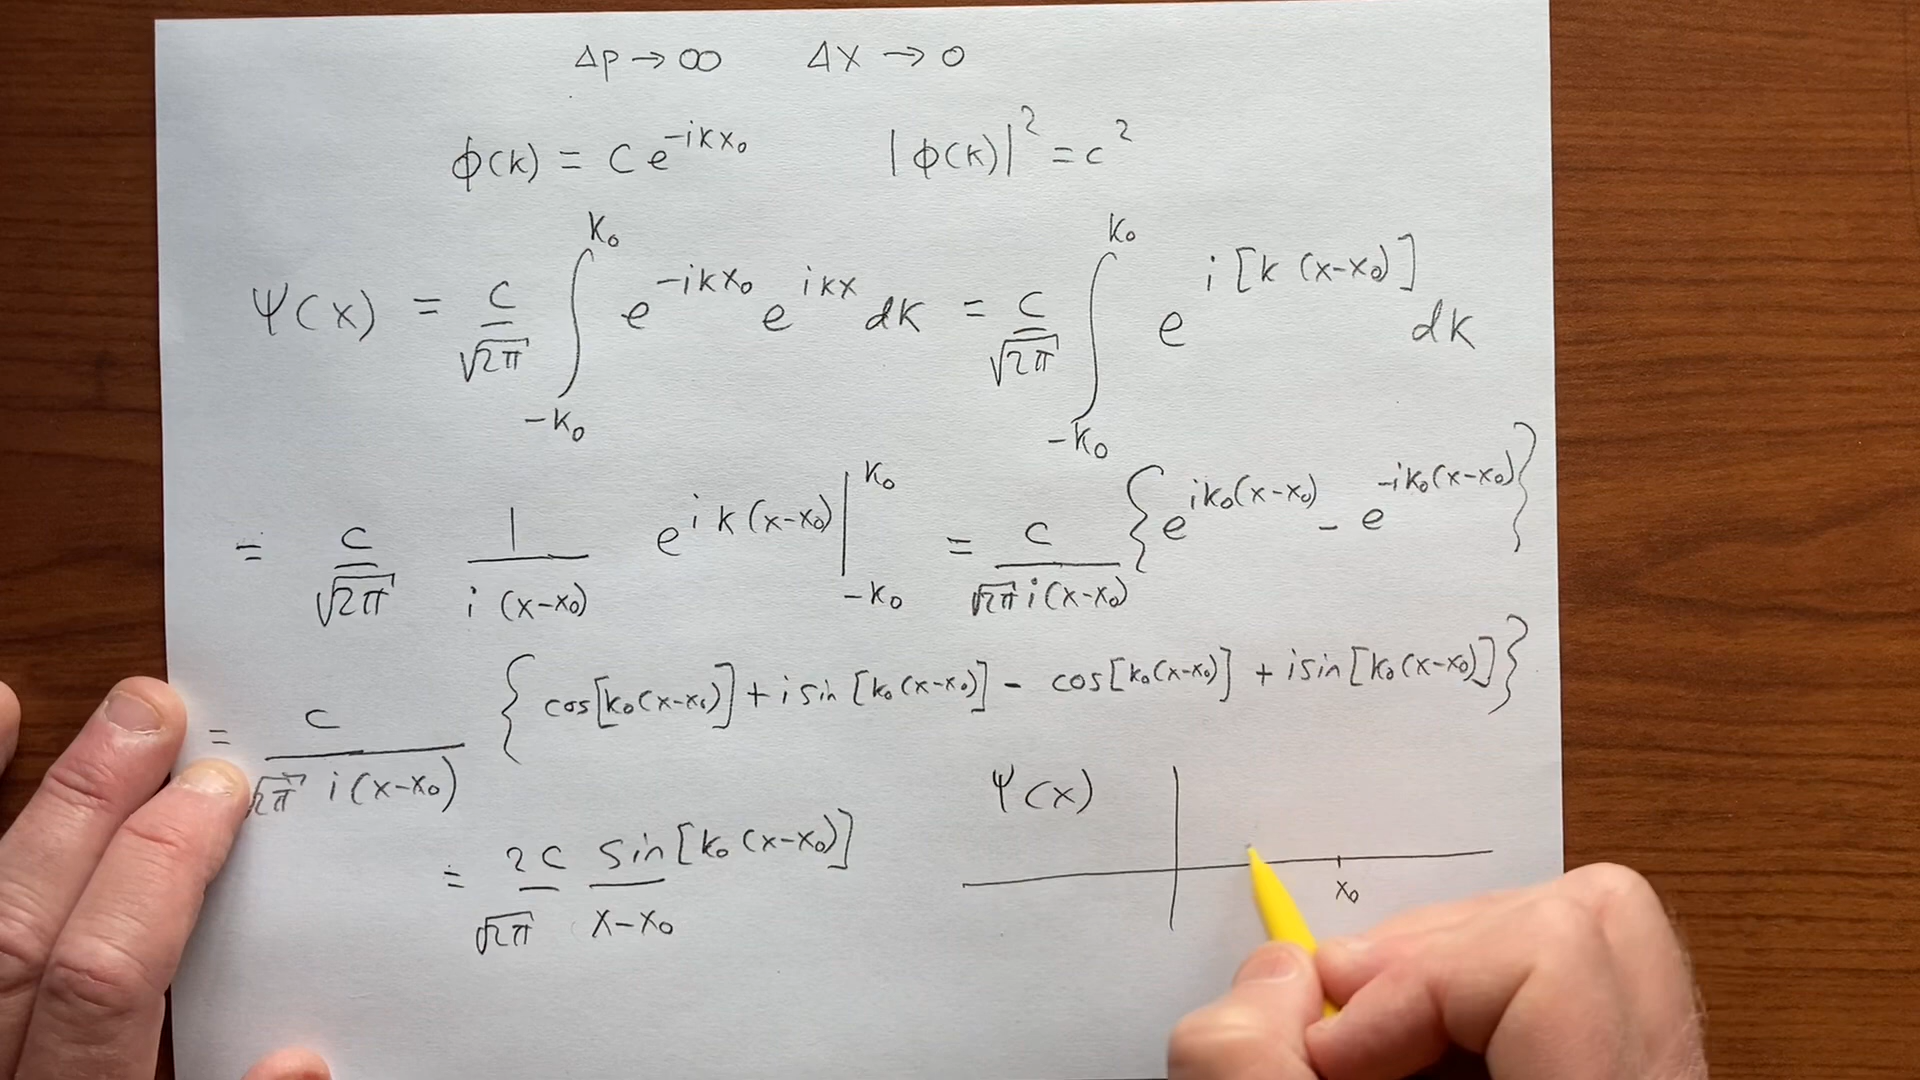 Δp → ∞ Δx → 0
ϕ(k) = C e^{-ikx₀} |ϕ(k)|² = c²
Ψ(x) = C/√2π ∫_{-k₀}^{k₀} e^{-ikx₀} e^{ikx} dk = C/√2π ∫_{-k₀}^{k₀} e^{i[k(x-x₀)]} dk
= C/√2π 1/i(x-x₀) e^{ik(x-x₀)} |_{-k₀}^{k₀} = C/√2π i(x-x₀) {e^{ik₀(x-x₀)} - e^{-ik₀(x-x₀)}}
= C/√2π i(x-x₀) {cos[k₀(x-x₀)] + i sin[k₀(x-x₀)] - cos[k₀(x-x₀)] + i sin[k₀(x-x₀)]}
= 2C/√2π sin[k₀(x-x₀)]/x-x₀
Ψ(x)
x₀